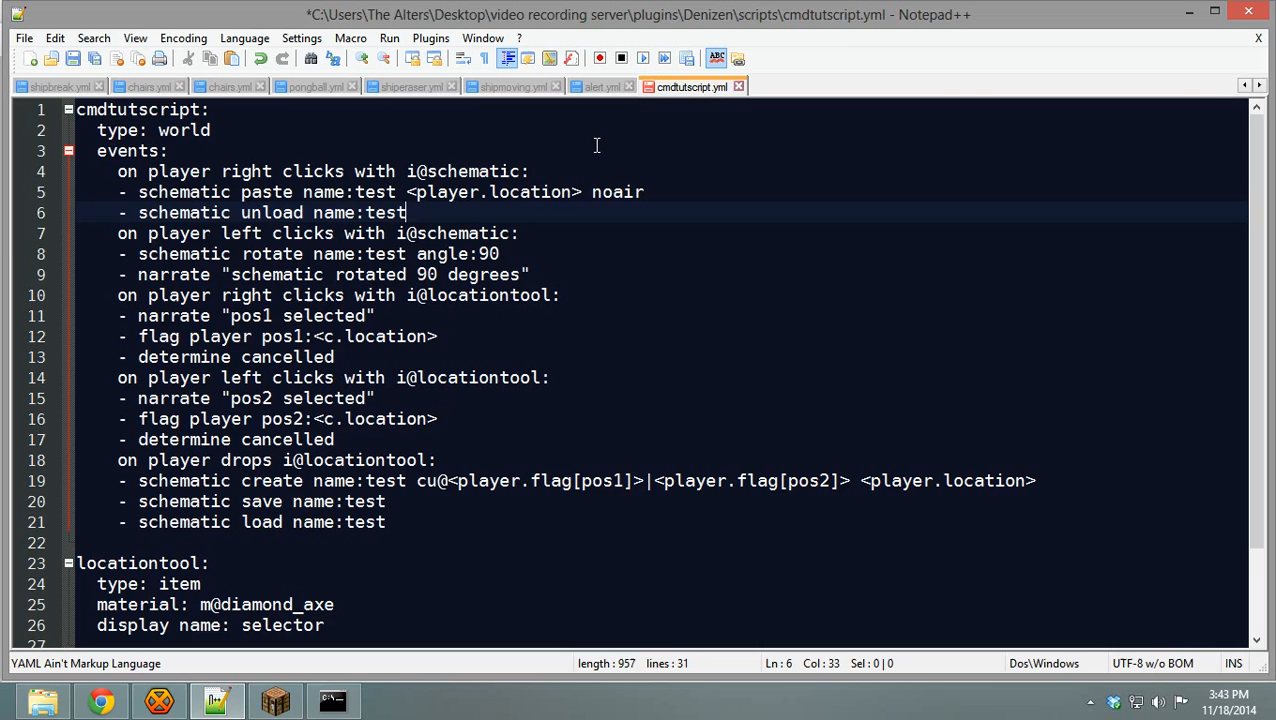 *C:\Users\The Alters\Desktop\video recording server\plugins\Denizen\scripts\cmdtutscript.yml - Notepad++
File Edit Search View Encoding Language Settings Macro Run Plugins Window ? X
shipbreak.yml chairs.yml chairs.yml pongball.yml shiperaser.yml shipmoving.yml alert.yml cmdtutscript.yml
1 cmdtutscript:
2 type: world
3 events:
4 on player right clicks with i@schematic:
5 - schematic paste name:test <player.location> noair
6 - schematic unload name:test
7 on player left clicks with i@schematic:
8 - schematic rotate name:test angle:90
9 - narrate "schematic rotated 90 degrees"
10 on player right clicks with i@locationtool:
11 - narrate "pos1 selected"
12 - flag player pos1:<c.location>
13 - determine cancelled
14 on player left clicks with i@locationtool:
15 - narrate "pos2 selected"
16 - flag player pos2:<c.location>
17 - determine cancelled
18 on player drops i@locationtool:
19 - schematic create name:test cu@<player.flag[pos1]>|<player.flag[pos2]> <player.location>
20 - schematic save name:test
21 - schematic load name:test
22
23 locationtool:
24 type: item
25 material: m@diamond_axe
26 display name: selector
27
YAML Ain't Markup Language length : 957 lines : 31 Ln : 6 Col : 33 Sel : 0 | 0 Dos\Windows UTF-8 w/o BOM INS
3:43 PM
11/18/2014